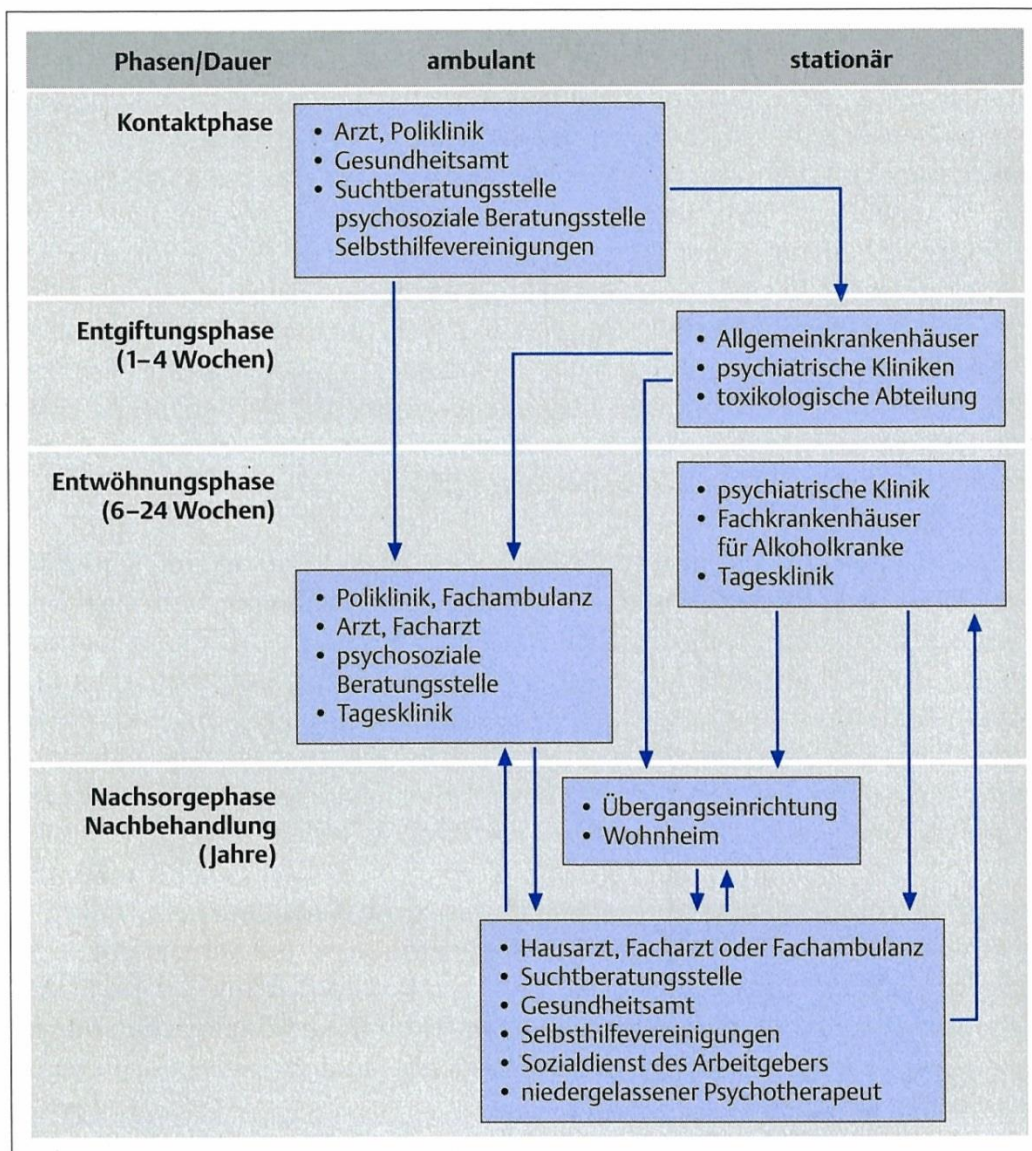 Phasen/Dauer ambulant stationär
Kontaktphase
• Arzt, Poliklinik
• Gesundheitsamt
• Suchtberatungsstelle
psychosoziale Beratungsstelle
Selbsthilfevereinigungen
Entgiftungsphase
(1–4 Wochen)
• Allgemeinkrankenhäuser
• psychiatrische Kliniken
• toxikologische Abteilung
Entwöhnungsphase
(6–24 Wochen)
• psychiatrische Klinik
• Fachkrankenhäuser
für Alkoholkranke
• Tagesklinik
• Poliklinik, Fachambulanz
• Arzt, Facharzt
• psychosoziale
Beratungsstelle
• Tagesklinik
Nachsorgephase
Nachbehandlung
(Jahre)
• Übergangseinrichtung
• Wohnheim
• Hausarzt, Facharzt oder Fachambulanz
• Suchtberatungsstelle
• Gesundheitsamt
• Selbsthilfevereinigungen
• Sozialdienst des Arbeitgebers
• niedergelassener Psychotherapeut